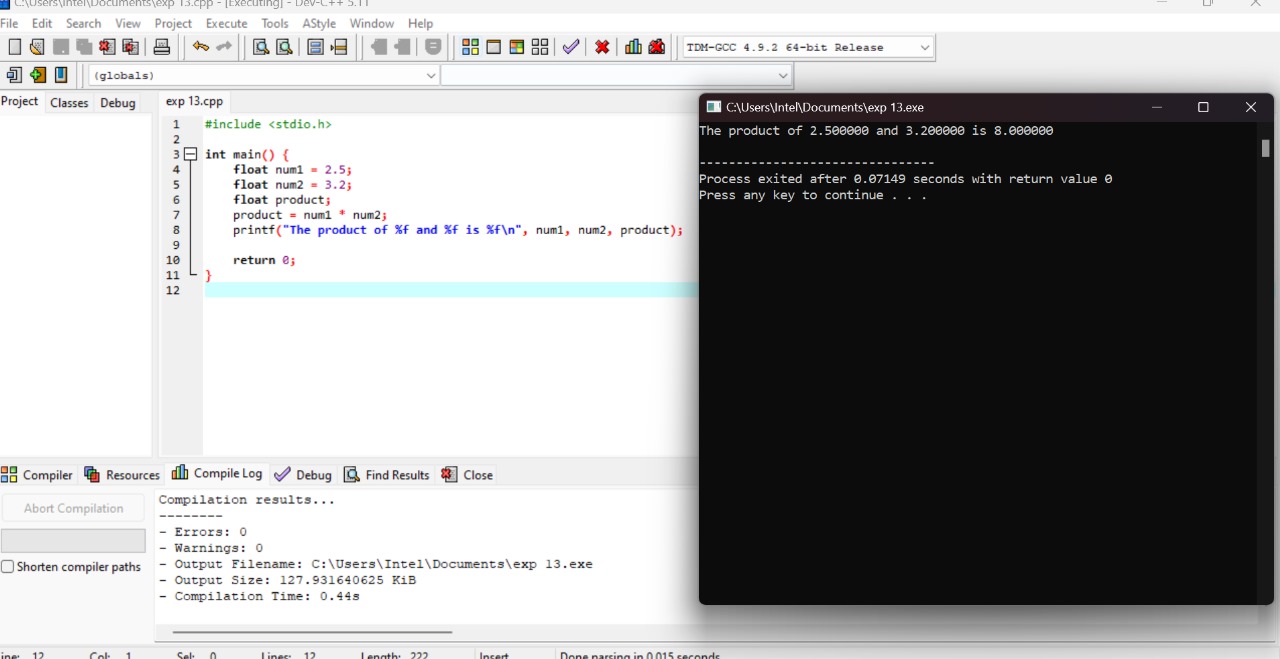 C:\Users\Intel\Documents\exp 13.cpp - [Executing] - Dev-C++ 5.11
File Edit Search View Project Execute Tools AStyle Window Help
TDM-GCC 4.9.2 64-bit Release
(globals)
Project Classes Debug
exp 13.cpp
1 #include <stdio.h>
2
3 int main() {
4 float num1 = 2.5;
5 float num2 = 3.2;
6 float product;
7 product = num1 * num2;
8 printf("The product of %f and %f is %f\n", num1, num2, product);
9
10 return 0;
11 }
12
C:\Users\Intel\Documents\exp 13.exe
The product of 2.500000 and 3.200000 is 8.000000
--------------------------------
Process exited after 0.07149 seconds with return value 0
Press any key to continue . . .
Compiler Resources Compile Log Debug Find Results Close
Abort Compilation
Shorten compiler paths
Compilation results...
--------
- Errors: 0
- Warnings: 0
- Output Filename: C:\Users\Intel\Documents\exp 13.exe
- Output Size: 127.931640625 KiB
- Compilation Time: 0.44s
Line: 12 Col: 1 Sel: 0 Lines: 12 Length: 222 Insert Done parsing in 0.015 seconds